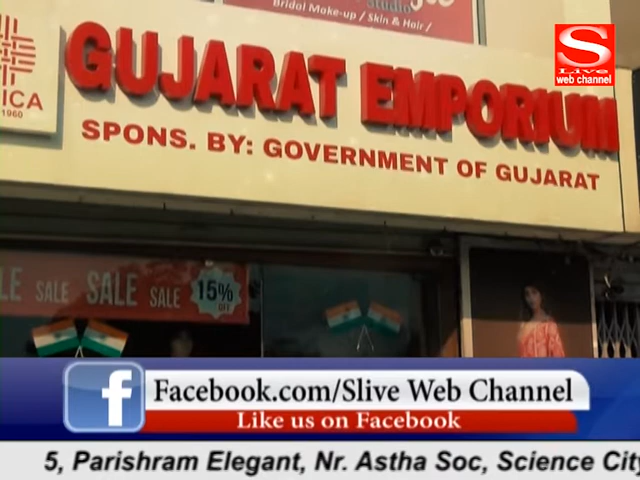 Studio
Bridal Make-up / Skin & Hair /
S
Live
web channel
ICA
1960
GUJARAT EMPORIUM
SPONS. BY: GOVERNMENT OF GUJARAT
SALE SALE SALE
15%
OFF
f
Facebook.com/Slive Web Channel
Like us on Facebook
5, Parishram Elegant, Nr. Astha Soc, Science City